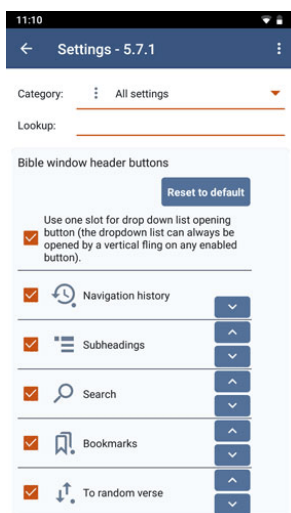 11:10
Settings - 5.7.1
Category:
All settings
Lookup:
Bible window header buttons
Reset to default
Use one slot for drop down list opening
button (the dropdown list can always be
opened by a vertical fling on any enabled
button).
Navigation history
Subheadings
Search
Bookmarks
To random verse